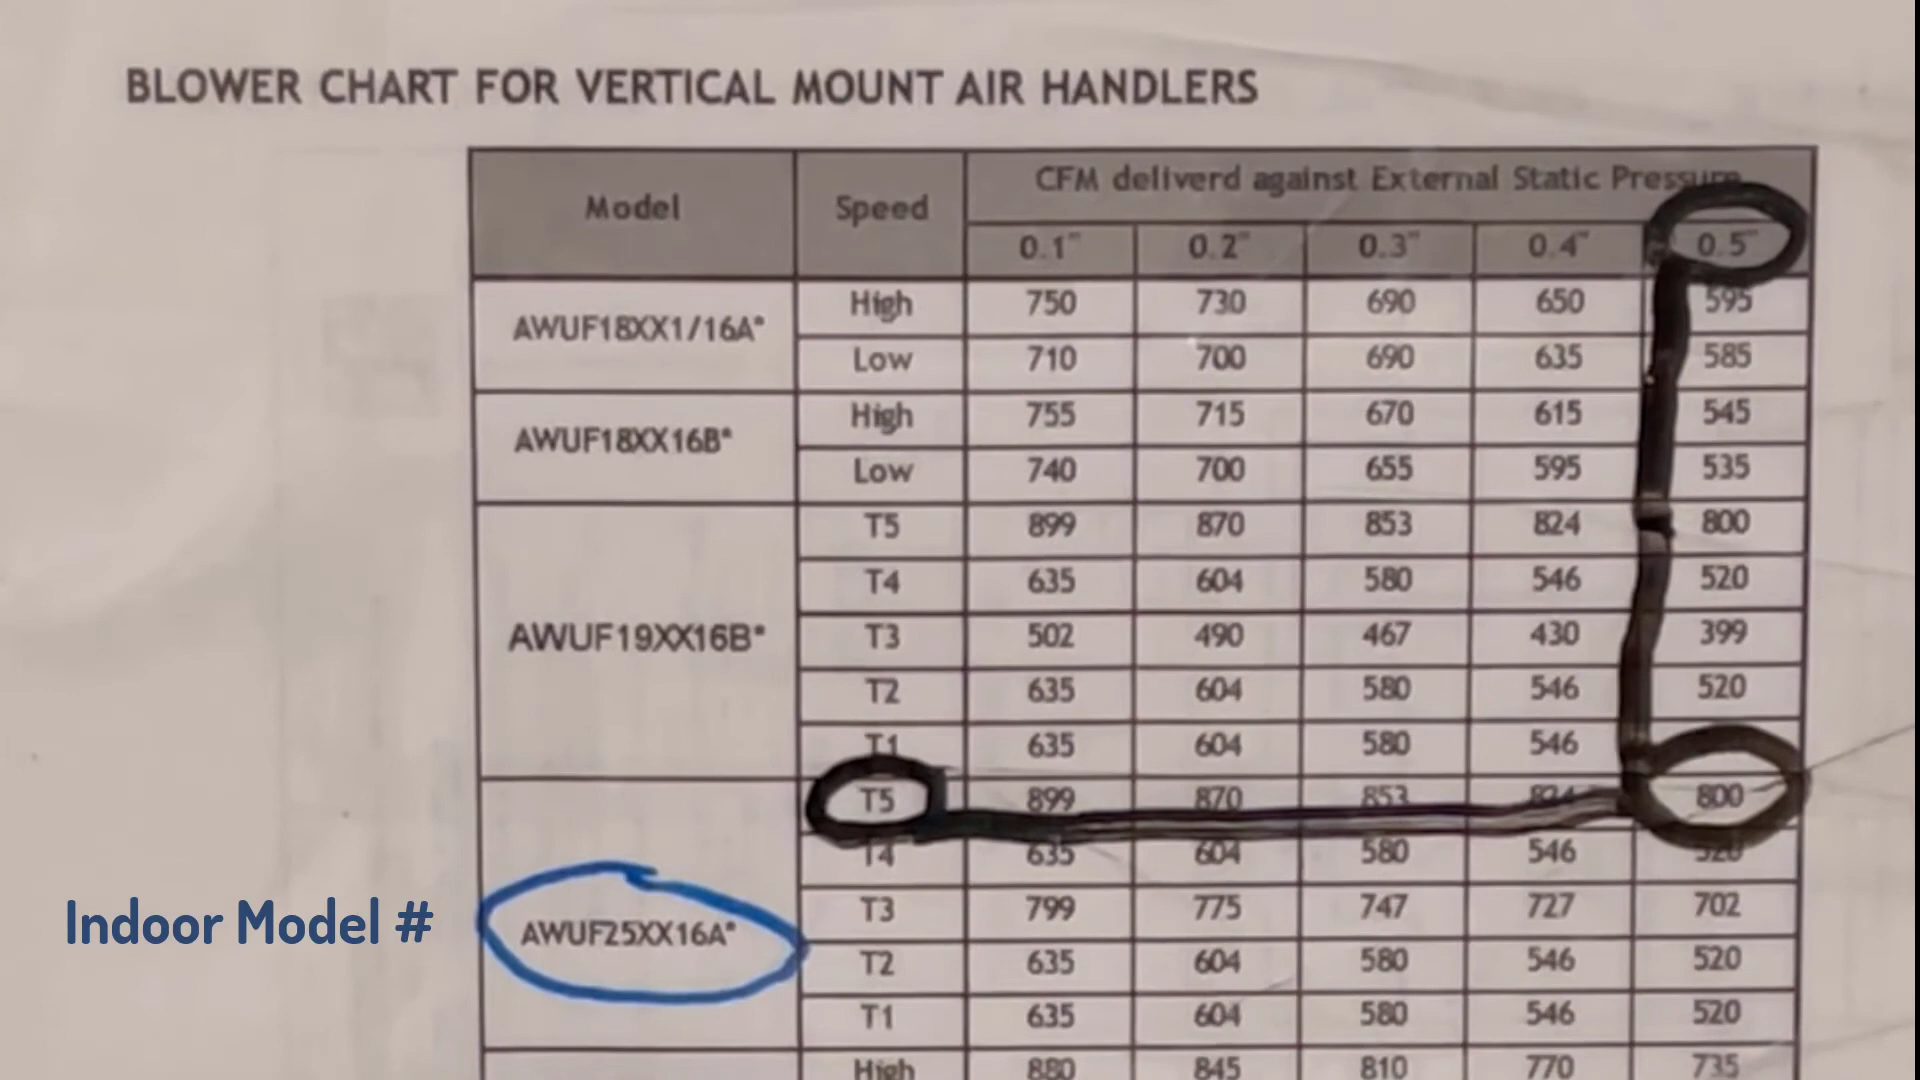 BLOWER CHART FOR VERTICAL MOUNT AIR HANDLERS
Model Speed CFM deliverd against External Static Pressure
0.1" 0.2" 0.3" 0.4" 0.5"
AWUF18XX1/16A* High 750 730 690 650 595
Low 710 700 690 635 585
AWUF18XX16B* High 755 715 670 615 545
Low 740 700 655 595 535
AWUF19XX16B* T5 899 870 853 824 800
T4 635 604 580 546 520
T3 502 490 467 430 399
T2 635 604 580 546 520
T1 635 604 580 546
T5 899 870 853 824 800
T4 635 604 580 546 520
Indoor Model # AWUF25XX16A* T3 799 775 747 727 702
T2 635 604 580 546 520
T1 635 604 580 546 520
High 880 845 810 770 735